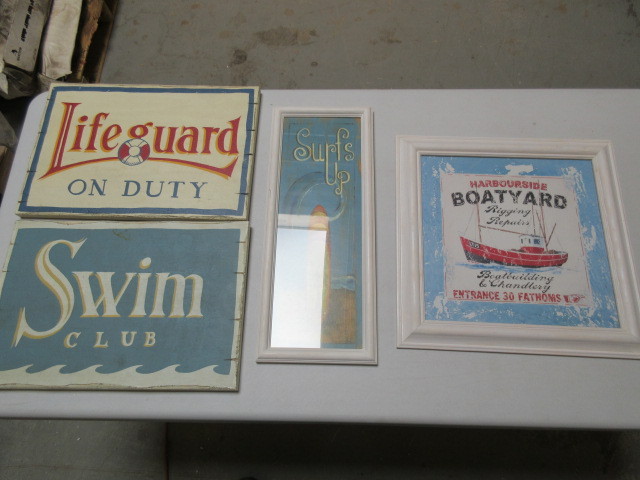 Lifeguard
ON DUTY
Swim
CLUB
Surfs
Up
HARBOURSIDE
BOATYARD
Rigging
Repairs
Boatbuilding
& Chandlery
ENTRANCE 30 FATHOMS